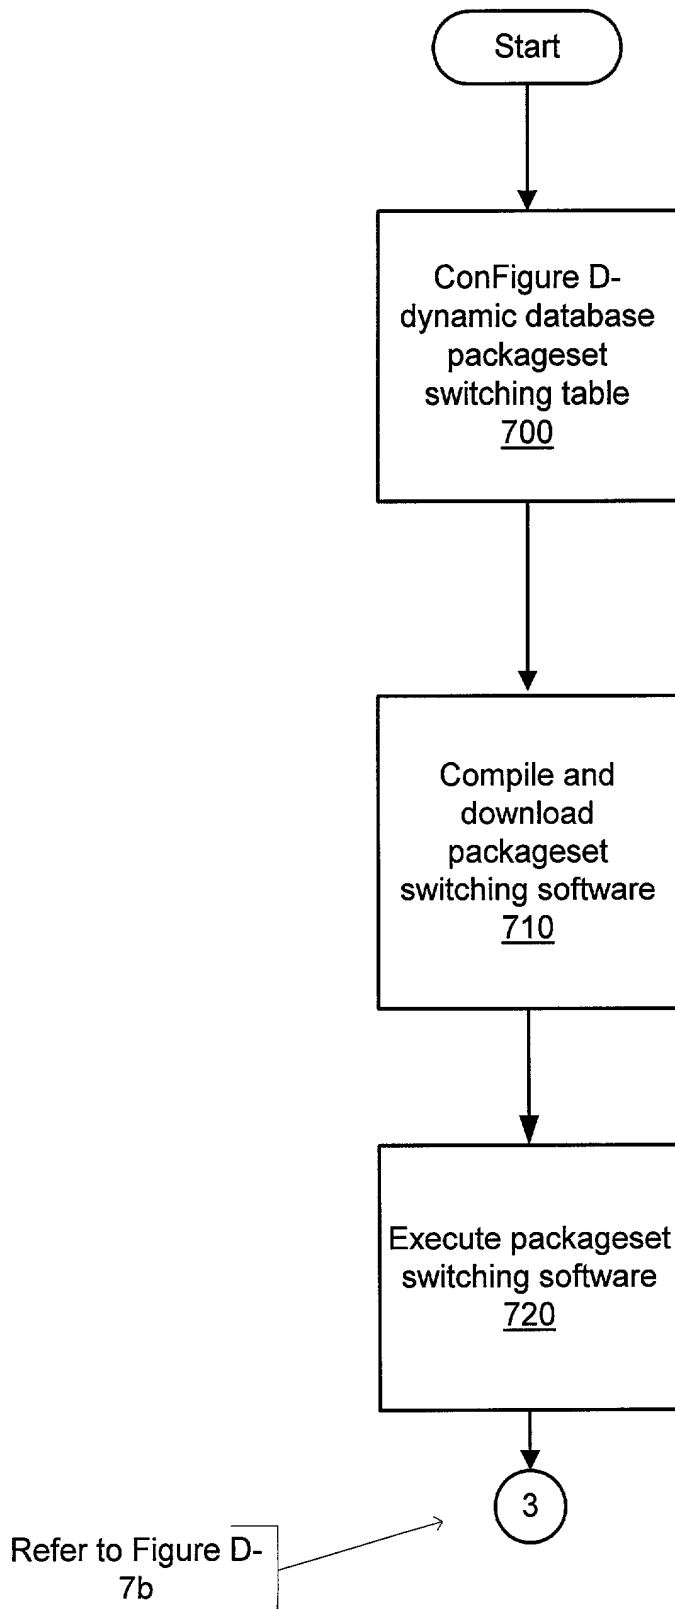 Start
ConFigure D-
dynamic database
packageset
switching table
700
Compile and
download
packageset
switching software
710
Execute packageset
switching software
720
3
Refer to Figure D-
7b